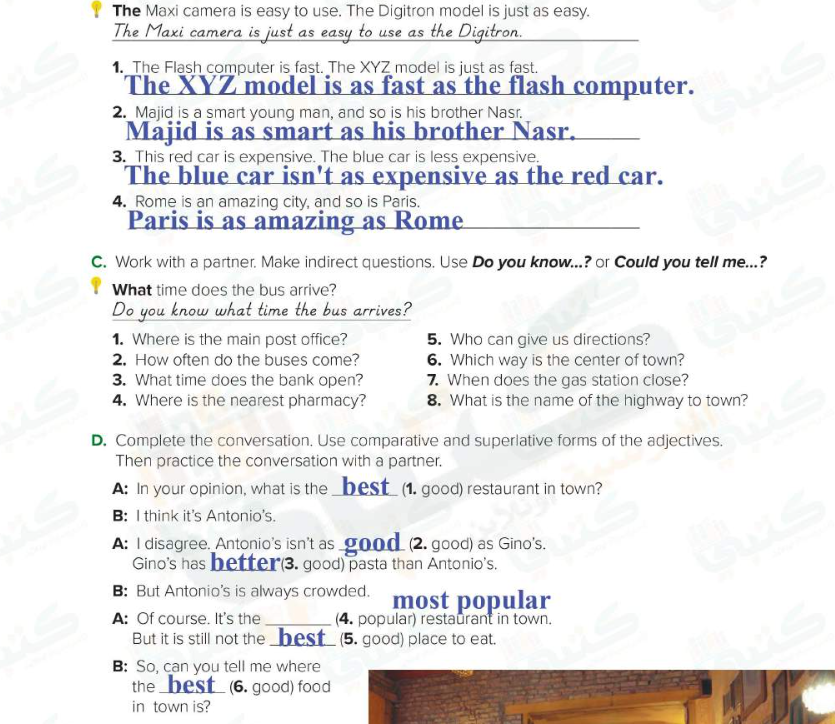 The Maxi camera is easy to use. The Digitron model is just as easy.
The Maxi camera is just as easy to use as the Digitron.
1. The Flash computer is fast. The XYZ model is just as fast.
The XYZ model is as fast as the flash computer.
2. Majid is a smart young man, and so is his brother Nasr.
Majid is as smart as his brother Nasr.
3. This red car is expensive. The blue car is less expensive.
The blue car isn't as expensive as the red car.
4. Rome is an amazing city, and so is Paris.
Paris is as amazing as Rome
C. Work with a partner. Make indirect questions. Use Do you know...? or Could you tell me...?
What time does the bus arrive?
Do you know what time the bus arrives?
1. Where is the main post office?
2. How often do the buses come?
3. What time does the bank open?
4. Where is the nearest pharmacy?
5. Who can give us directions?
6. Which way is the center of town?
7. When does the gas station close?
8. What is the name of the highway to town?
D. Complete the conversation. Use comparative and superlative forms of the adjectives.
Then practice the conversation with a partner.
A: In your opinion, what is the best (1. good) restaurant in town?
B: I think it's Antonio's.
A: I disagree. Antonio's isn't as good (2. good) as Gino's.
Gino's has better (3. good) pasta than Antonio's.
B: But Antonio's is always crowded.
most popular
A: Of course. It's the ______ (4. popular) restaurant in town.
But it is still not the best (5. good) place to eat.
B: So, can you tell me where
the best (6. good) food
in town is?